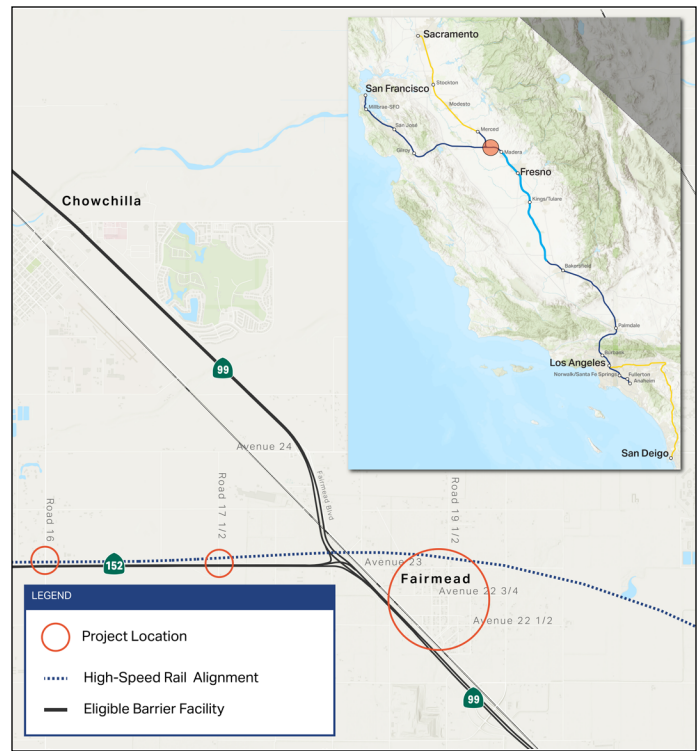 Sacramento
Stockton
San Francisco
Modesto
Millbrae-SFO
Merced
San José
Gilroy
Madera
Fresno
Kings/Tulare
Bakersfield
Palmdale
Burbank
Los Angeles
Norwalk/Santa Fe Springs
Fullerton
Anaheim
San Deigo
Chowchilla
99
Avenue 24
Fairmead Blvd
Road 16
Road 17 1/2
Road 19 1/2
152
Avenue 23
Fairmead
Avenue 22 3/4
Avenue 22 1/2
99
LEGEND
Project Location
High-Speed Rail Alignment
Eligible Barrier Facility